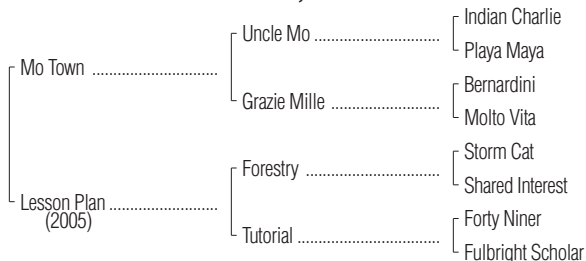 Indian Charlie
Uncle Mo ................................
Playa Maya
Mo Town ................................
Bernardini
Grazie Mille ...........................
Molto Vita
Storm Cat
Forestry ..................................
Shared Interest
Lesson Plan ...........................
(2005)
Forty Niner
Tutorial ...................................
Fulbright Scholar